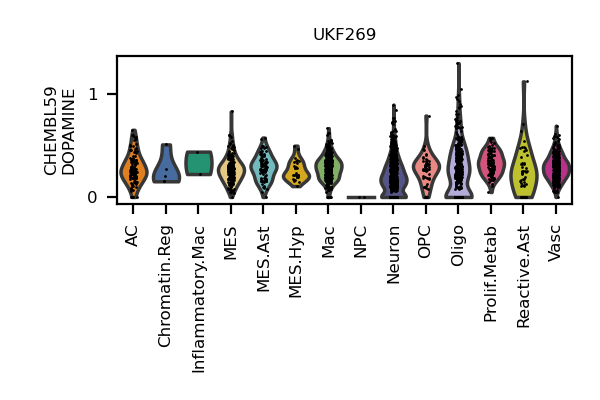 UKF269
CHEMBL59
DOPAMINE
1
0
AC
Chromatin.Reg
Inflammatory.Mac
MES
MES.Ast
MES.Hyp
Mac
NPC
Neuron
OPC
Oligo
Prolif.Metab
Reactive.Ast
Vasc